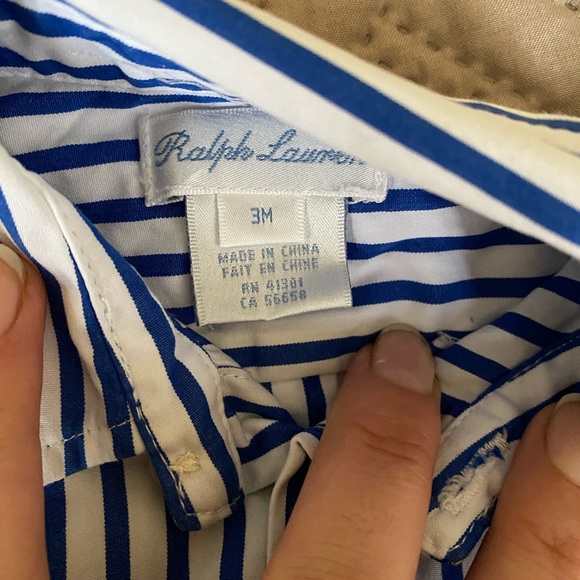 Ralph Lauren
3M
MADE IN CHINA
FAIT EN CHINE
RN 41381
CA 56658